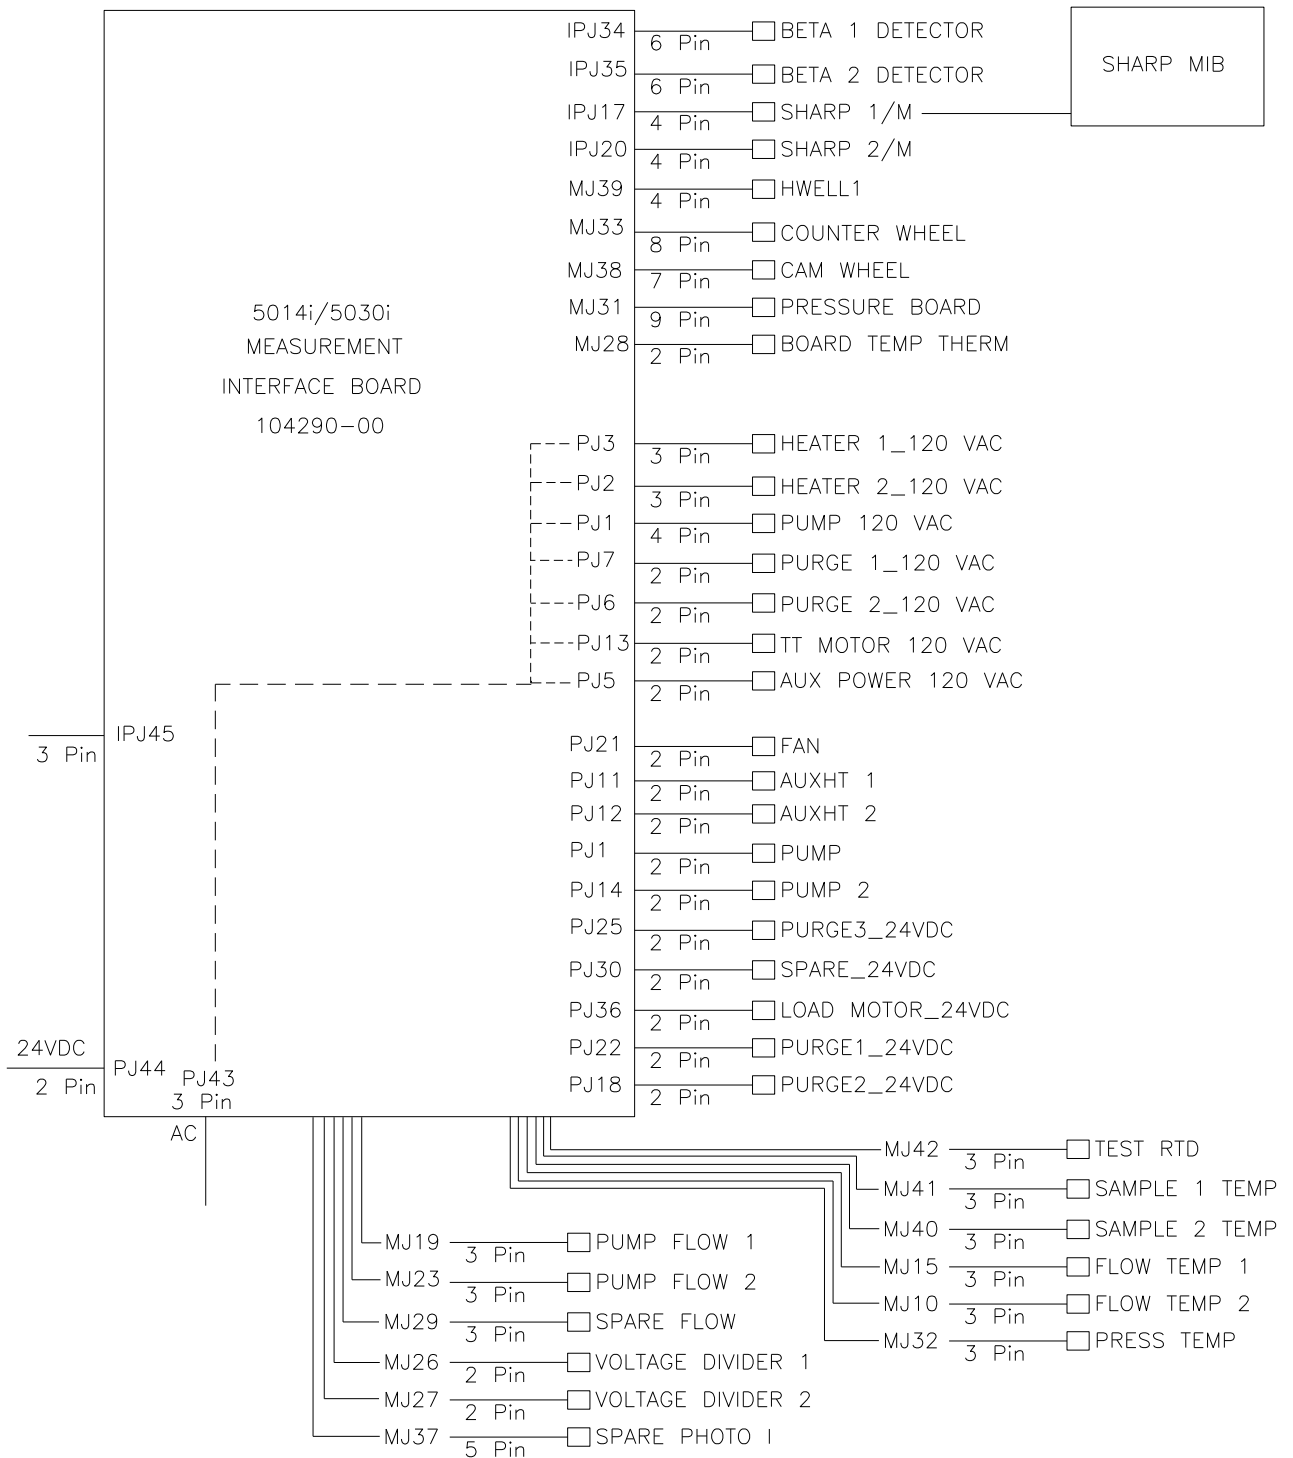 IPJ34 6 Pin BETA 1 DETECTOR
IPJ35 6 Pin BETA 2 DETECTOR
IPJ17 4 Pin SHARP 1/M
SHARP MIB
IPJ20 4 Pin SHARP 2/M
MJ39 4 Pin HWELL1
MJ33 8 Pin COUNTER WHEEL
MJ38 7 Pin CAM WHEEL
MJ31 9 Pin PRESSURE BOARD
MJ28 2 Pin BOARD TEMP THERM
5014i/5030i
MEASUREMENT
INTERFACE BOARD
104290-00
PJ3 3 Pin HEATER 1_120 VAC
PJ2 3 Pin HEATER 2_120 VAC
PJ1 4 Pin PUMP 120 VAC
PJ7 2 Pin PURGE 1_120 VAC
PJ6 2 Pin PURGE 2_120 VAC
PJ13 2 Pin TT MOTOR 120 VAC
PJ5 2 Pin AUX POWER 120 VAC
IPJ45
3 Pin
PJ21 2 Pin FAN
PJ11 2 Pin AUXHT 1
PJ12 2 Pin AUXHT 2
PJ1 2 Pin PUMP
PJ14 2 Pin PUMP 2
PJ25 2 Pin PURGE3_24VDC
PJ30 2 Pin SPARE_24VDC
PJ36 2 Pin LOAD MOTOR_24VDC
PJ22 2 Pin PURGE1_24VDC
PJ18 2 Pin PURGE2_24VDC
24VDC
2 Pin
PJ44
PJ43
3 Pin
AC
MJ42 3 Pin TEST RTD
MJ41 3 Pin SAMPLE 1 TEMP
MJ40 3 Pin SAMPLE 2 TEMP
MJ15 3 Pin FLOW TEMP 1
MJ10 3 Pin FLOW TEMP 2
MJ32 3 Pin PRESS TEMP
MJ19 3 Pin PUMP FLOW 1
MJ23 3 Pin PUMP FLOW 2
MJ29 3 Pin SPARE FLOW
MJ26 2 Pin VOLTAGE DIVIDER 1
MJ27 2 Pin VOLTAGE DIVIDER 2
MJ37 5 Pin SPARE PHOTO I